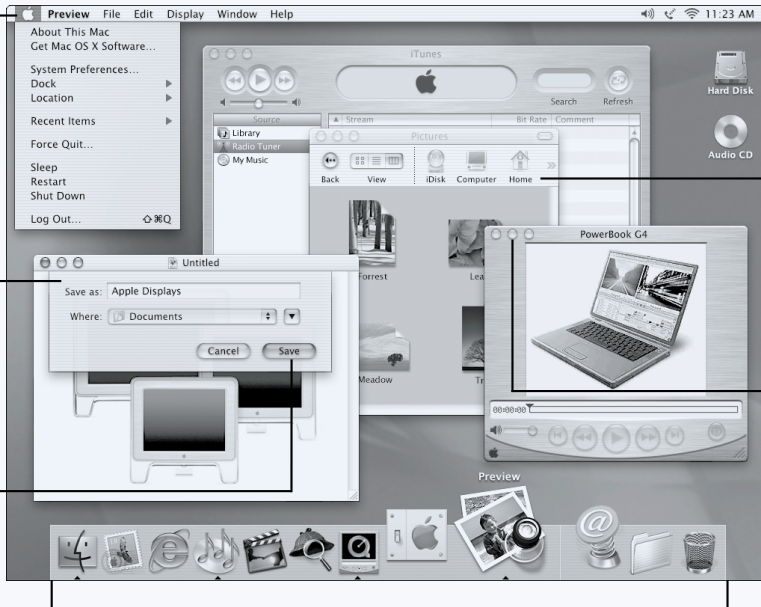 Preview File Edit Display Window Help
11:23 AM
About This Mac
Get Mac OS X Software...
System Preferences...
Dock
Location
Recent Items
Force Quit...
Sleep
Restart
Shut Down
Log Out... ⇧⌘Q
iTunes
Search
Refresh
Source
Stream
Bit Rate
Comment
Library
Radio Tuner
My Music
Pictures
Back
View
iDisk
Computer
Home
Forrest
Lea
Meadow
Tr
Hard Disk
Audio CD
Untitled
Save as: Apple Displays
Where: Documents
Cancel
Save
PowerBook G4
00:00:00
Preview
@